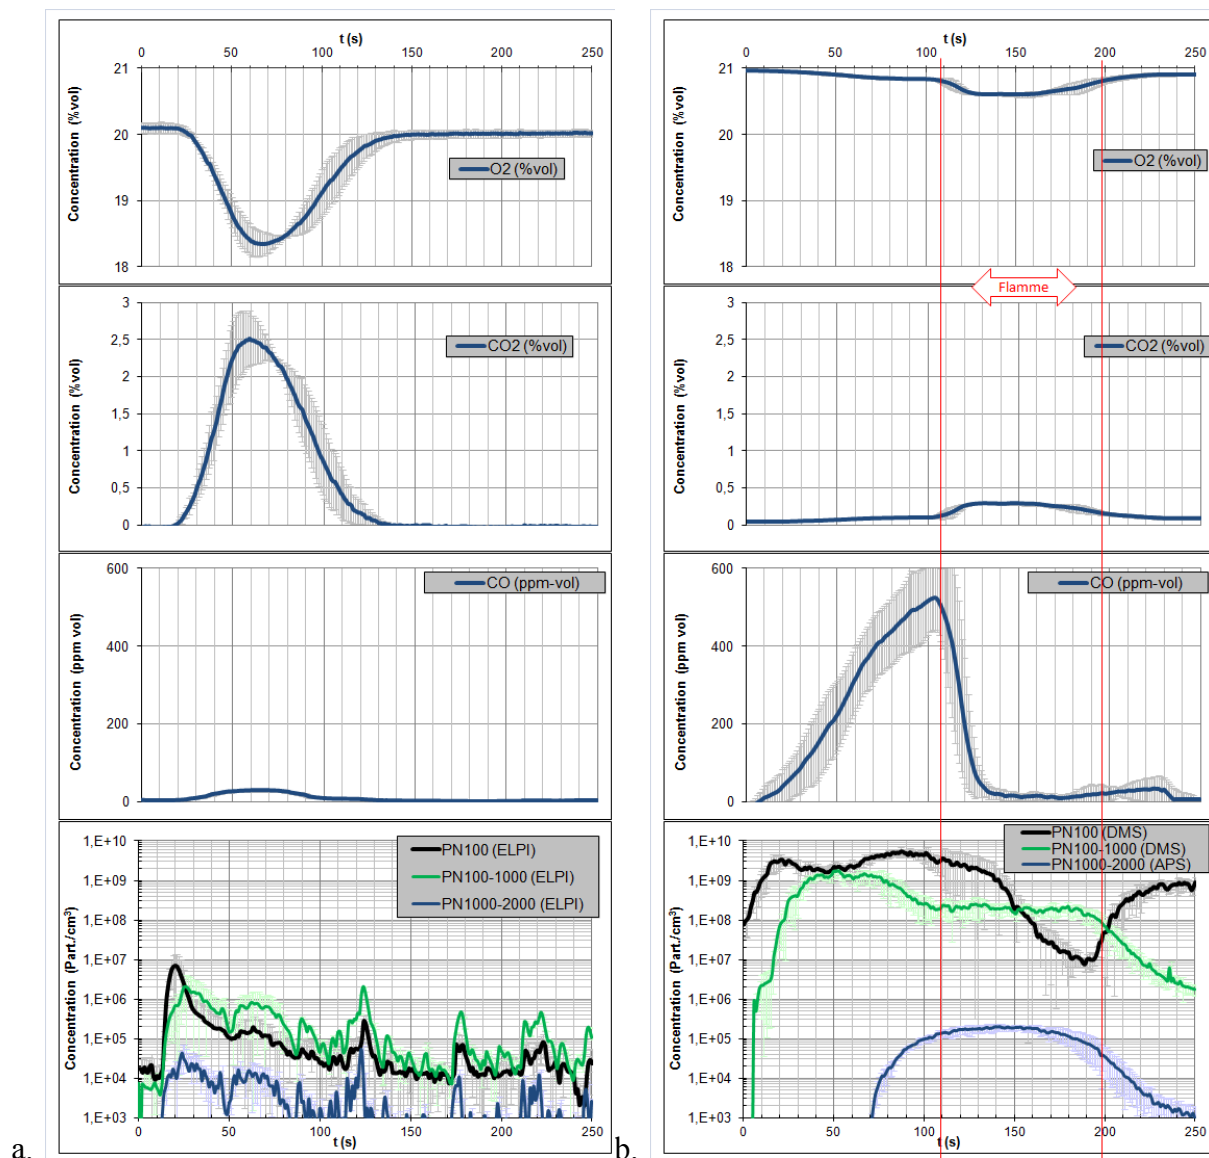 t (s)
0 50 100 150 200 250
21
20
19
18
Concentration (%vol)
O2 (%vol)
3
2,5
2
1,5
1
0,5
0
Concentration (%vol)
CO2 (%vol)
600
400
200
0
Concentration (ppm vol)
CO (ppm-vol)
1,E+10
1,E+09
1,E+08
1,E+07
1,E+06
1,E+05
1,E+04
1,E+03
Concentration (Part./cm³)
PN100 (ELPI)
PN100-1000 (ELPI)
PN1000-2000 (ELPI)
0 50 100 150 200 250
t (s)
a.
t (s)
0 50 100 150 200 250
21
20
19
18
Concentration (%vol)
O2 (%vol)
Flamme
3
2,5
2
1,5
1
0,5
0
Concentration (%vol)
CO2 (%vol)
600
400
200
0
Concentration (ppm vol)
CO (ppm-vol)
1,E+10
1,E+09
1,E+08
1,E+07
1,E+06
1,E+05
1,E+04
1,E+03
Concentration (Part./cm³)
PN100 (DMS)
PN100-1000 (DMS)
PN1000-2000 (APS)
0 50 100 150 200 250
t (s)
b.